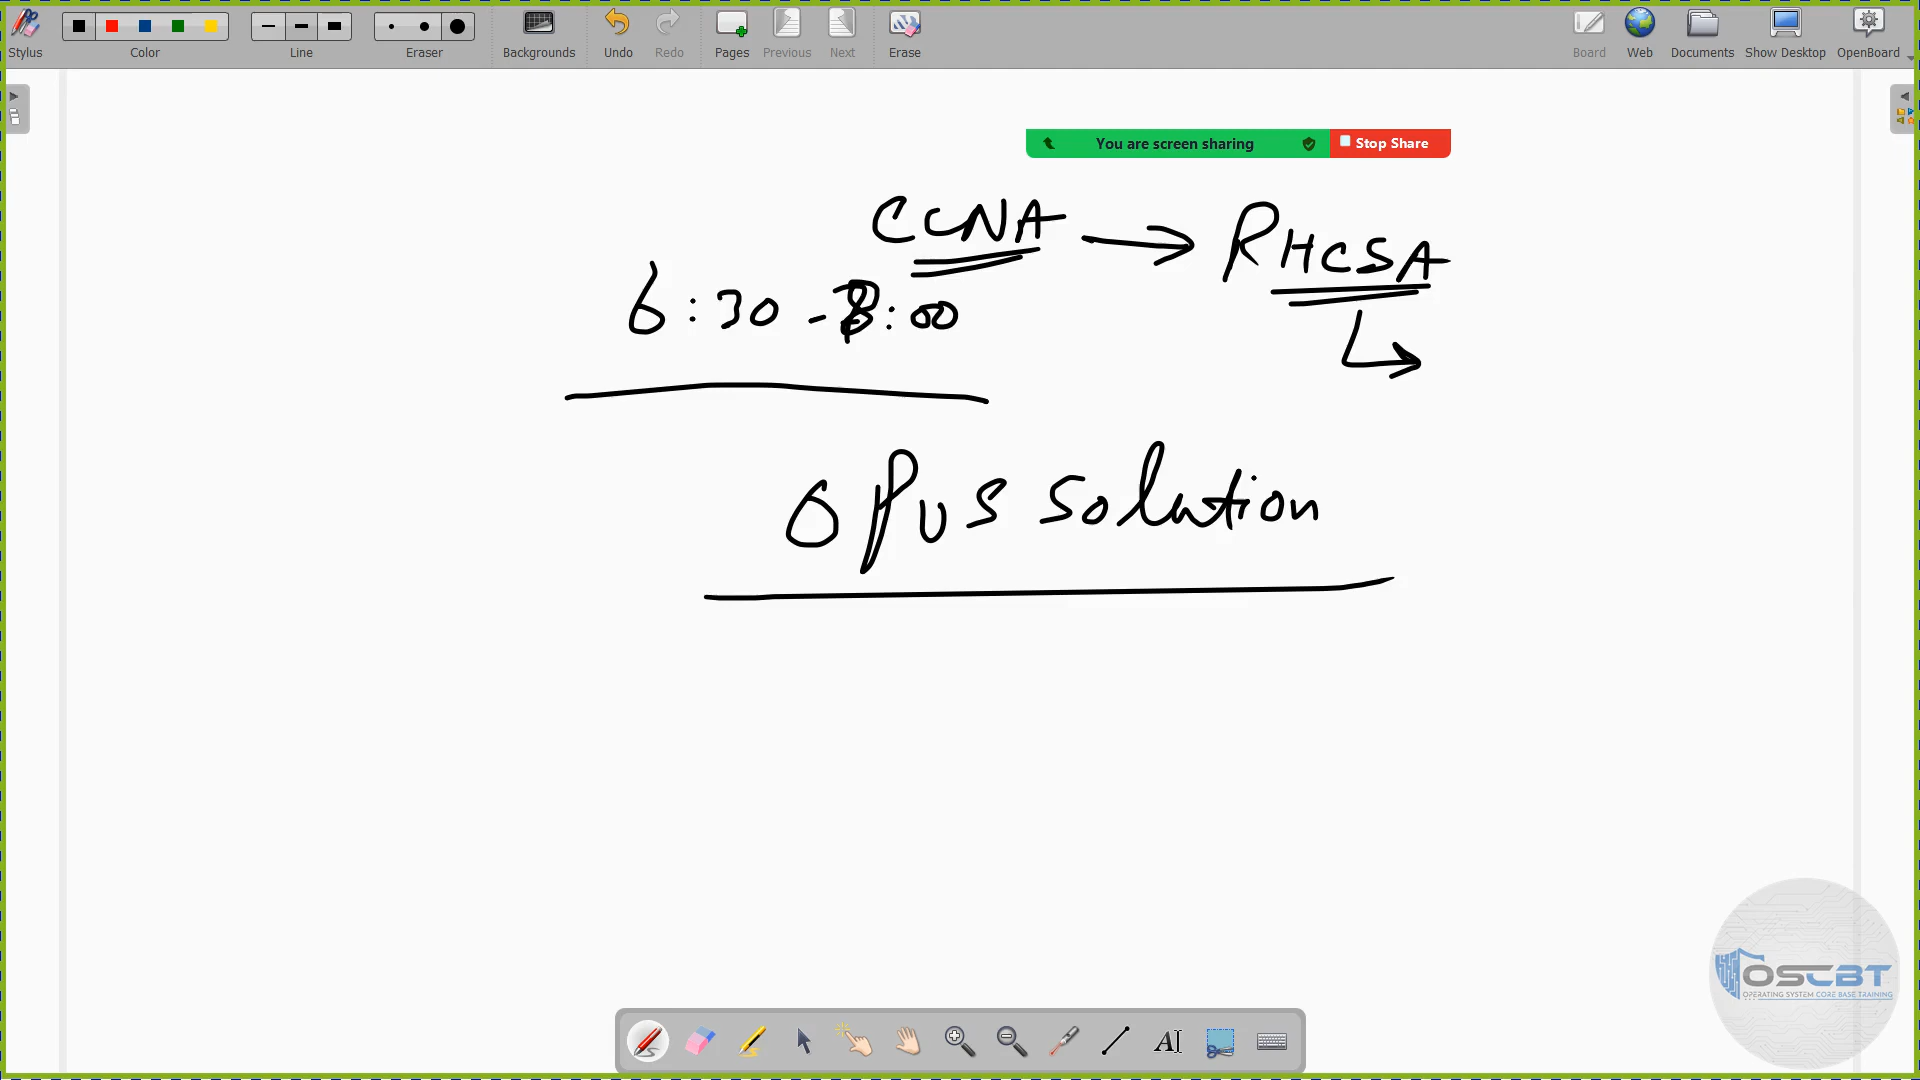 Stylus Color Line Eraser Backgrounds Undo Redo Pages Previous Next Erase Board Web Documents Show Desktop OpenBoard
You are screen sharing Stop Share
CCNA → RHCSA
6:30 - 8:00
Opus solution
OSCBT
OPERATING SYSTEM CORE BASE TRAINING